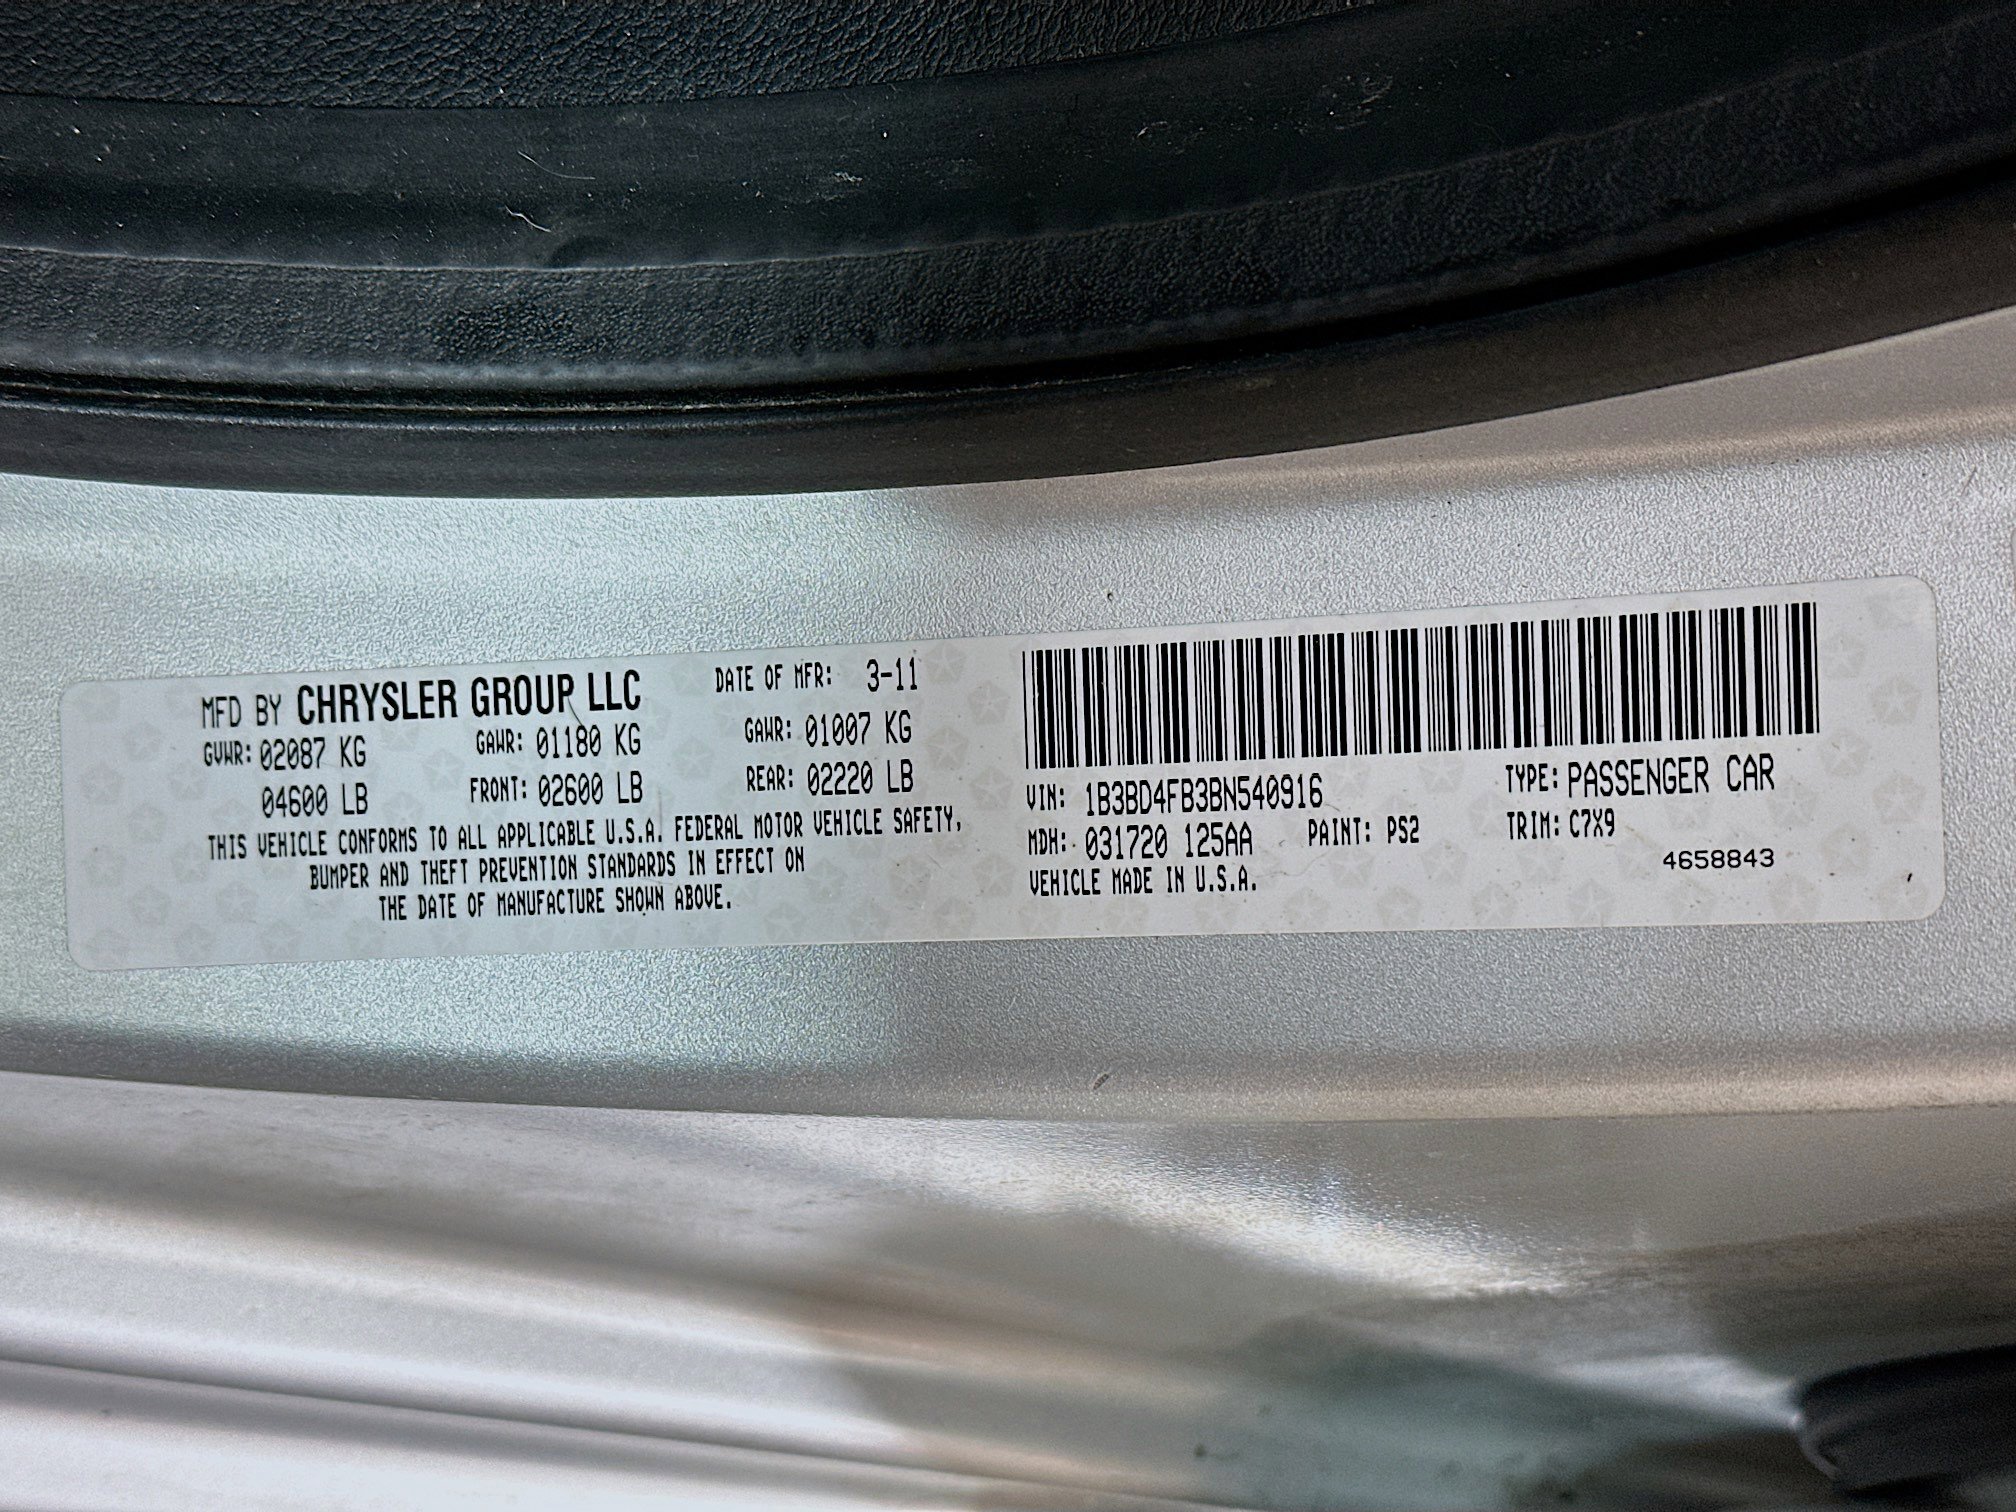 MFD BY CHRYSLER GROUP LLC DATE OF MFR: 3-11
GVWR: 02087 KG GAWR: 01180 KG GAWR: 01007 KG
04600 LB FRONT: 02600 LB REAR: 02220 LB
THIS VEHICLE CONFORMS TO ALL APPLICABLE U.S.A. FEDERAL MOTOR VEHICLE SAFETY,
BUMPER AND THEFT PREVENTION STANDARDS IN EFFECT ON
THE DATE OF MANUFACTURE SHOWN ABOVE.
VIN: 1B3BD4FB3BN540916 TYPE: PASSENGER CAR
MDH: 031720 125AA PAINT: PS2 TRIM: C7X9
VEHICLE MADE IN U.S.A. 4658843